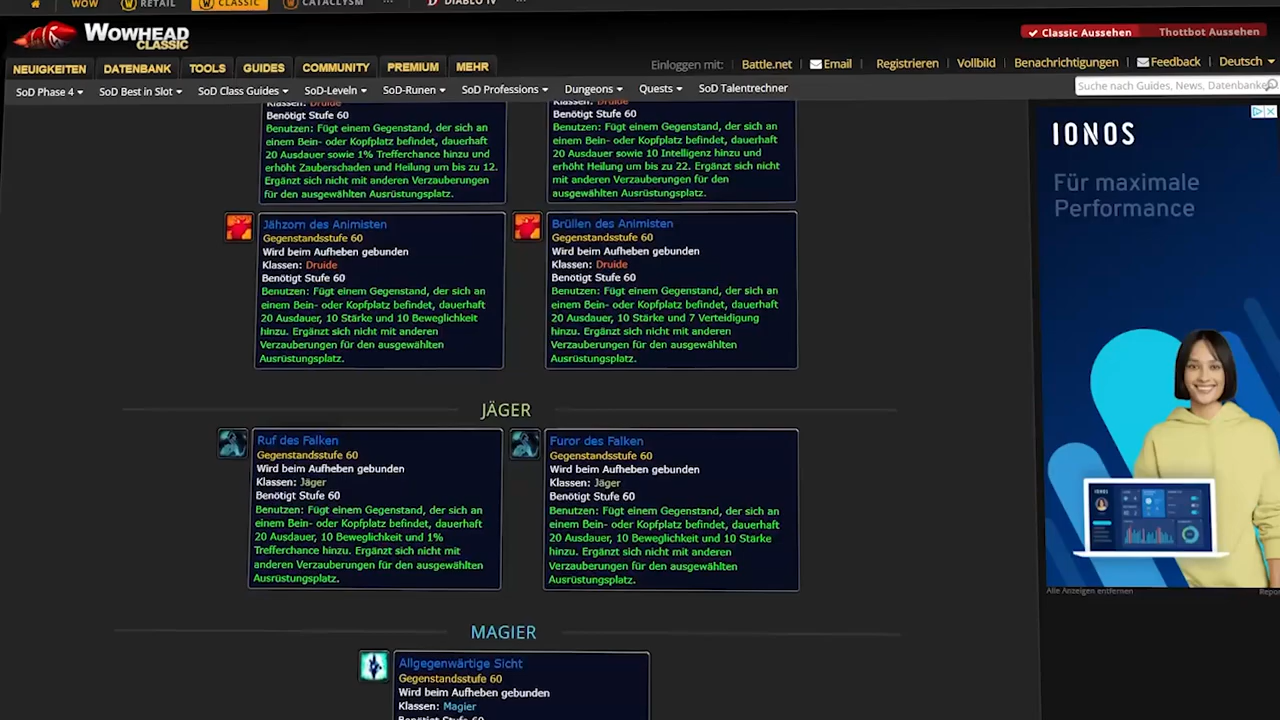 WOW RETAIL CLASSIC CATACLYSM ... DIABLO IV ...
WOWHEAD
CLASSIC
Classic Aussehen Thottbot Aussehen
NEUIGKEITEN DATENBANK TOOLS GUIDES COMMUNITY PREMIUM MEHR
Einloggen mit: Battle.net Email Registrieren Vollbild Benachrichtigungen Feedback Deutsch
SoD Phase 4 SoD Best in Slot SoD Class Guides SoD-Leveln SoD-Runen SoD Professions Dungeons Quests SoD Talentrechner
Suche nach Guides, News, Datenbanken
Klassen: Druide
Benötigt Stufe 60
Benutzen: Fügt einem Gegenstand, der sich an
einem Bein- oder Kopfplatz befindet, dauerhaft
20 Ausdauer sowie 1% Trefferchance hinzu und
erhöht Zauberschaden und Heilung um bis zu 12.
Ergänzt sich nicht mit anderen Verzauberungen
für den ausgewählten Ausrüstungsplatz.
Klassen: Druide
Benötigt Stufe 60
Benutzen: Fügt einem Gegenstand, der sich an
einem Bein- oder Kopfplatz befindet, dauerhaft
20 Ausdauer sowie 10 Intelligenz hinzu und
erhöht Heilung um bis zu 22. Ergänzt sich nicht
mit anderen Verzauberungen für den
ausgewählten Ausrüstungsplatz.
Jähzorn des Animisten
Gegenstandsstufe 60
Wird beim Aufheben gebunden
Klassen: Druide
Benötigt Stufe 60
Benutzen: Fügt einem Gegenstand, der sich an
einem Bein- oder Kopfplatz befindet, dauerhaft
20 Ausdauer, 10 Stärke und 10 Beweglichkeit
hinzu. Ergänzt sich nicht mit anderen
Verzauberungen für den ausgewählten
Ausrüstungsplatz.
Brüllen des Animisten
Gegenstandsstufe 60
Wird beim Aufheben gebunden
Klassen: Druide
Benötigt Stufe 60
Benutzen: Fügt einem Gegenstand, der sich an
einem Bein- oder Kopfplatz befindet, dauerhaft
20 Ausdauer, 10 Stärke und 7 Verteidigung
hinzu. Ergänzt sich nicht mit anderen
Verzauberungen für den ausgewählten
Ausrüstungsplatz.
JÄGER
Ruf des Falken
Gegenstandsstufe 60
Wird beim Aufheben gebunden
Klassen: Jäger
Benötigt Stufe 60
Benutzen: Fügt einem Gegenstand, der sich an
einem Bein- oder Kopfplatz befindet, dauerhaft
20 Ausdauer, 10 Beweglichkeit und 1%
Trefferchance hinzu. Ergänzt sich nicht mit
anderen Verzauberungen für den ausgewählten
Ausrüstungsplatz.
Furor des Falken
Gegenstandsstufe 60
Wird beim Aufheben gebunden
Klassen: Jäger
Benötigt Stufe 60
Benutzen: Fügt einem Gegenstand, der sich an
einem Bein- oder Kopfplatz befindet, dauerhaft
20 Ausdauer, 10 Beweglichkeit und 10 Stärke
hinzu. Ergänzt sich nicht mit anderen
Verzauberungen für den ausgewählten
Ausrüstungsplatz.
MAGIER
Allgegenwärtige Sicht
Gegenstandsstufe 60
Wird beim Aufheben gebunden
Klassen: Magier
Benötigt Stufe 60
IONOS
Für maximale
Performance
IONOS
Alle Anzeigen entfernen
Repor